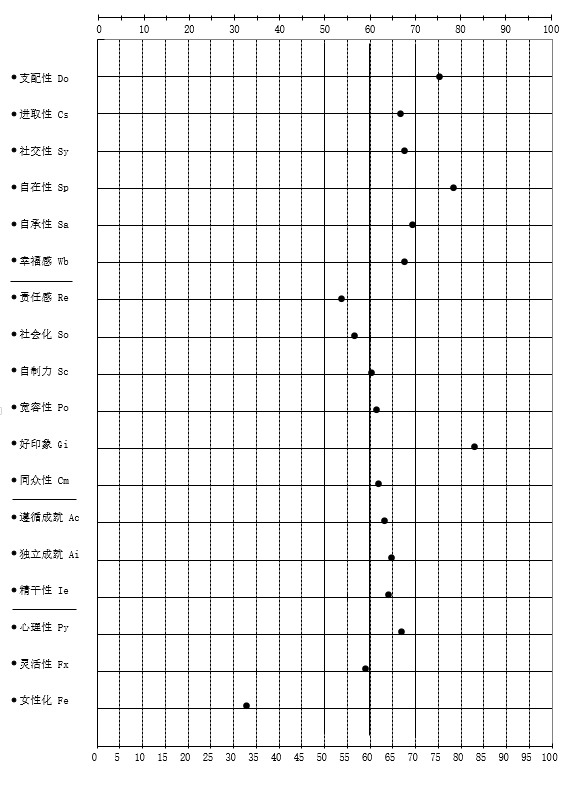 0 10 20 30 40 50 60 70 80 90 100
支配性 Do
进取性 Cs
社交性 Sy
自在性 Sp
自承性 Sa
幸福感 Wb
责任感 Re
社会化 So
自制力 Sc
宽容性 Po
好印象 Gi
同众性 Cm
遵循成就 Ac
独立成就 Ai
精干性 Ie
心理性 Py
灵活性 Fx
女性化 Fe
0 5 10 15 20 25 30 35 40 45 50 55 60 65 70 75 80 85 90 95 100